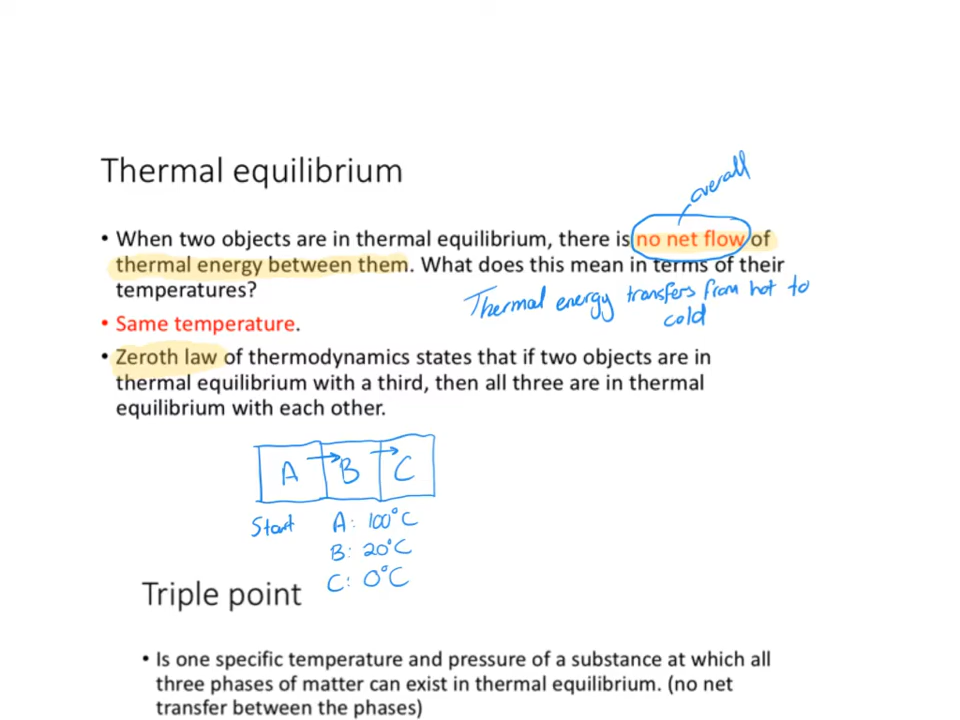 Thermal equilibrium
overall
• When two objects are in thermal equilibrium, there is no net flow of
thermal energy between them. What does this mean in terms of their
temperatures?
Thermal energy transfers from hot to
cold
• Same temperature.
• Zeroth law of thermodynamics states that if two objects are in
thermal equilibrium with a third, then all three are in thermal
equilibrium with each other.
A B C
Start A: 100°C
B: 20°C
C: 0°C
Triple point
• Is one specific temperature and pressure of a substance at which all
three phases of matter can exist in thermal equilibrium. (no net
transfer between the phases)